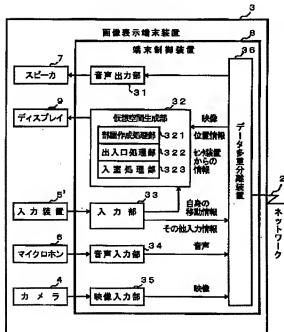 3
画像表示端末装置
8
端末制御装置
36
7
スピーカ
音声出力部
31
9
ディスプレイ
32
仮想空間生成部
部屋作成処理部
321
出入口処理部
322
入室処理部
323
映像
位置情報
センタ装置
からの
情報
データ多重分離装置
2
ネットワーク
5'
入力装置
33
入力部
自身の
移動情報
その他入力情報
6
マイクロホン
34
音声入力部
音声
4
カメラ
35
映像入力部
映像